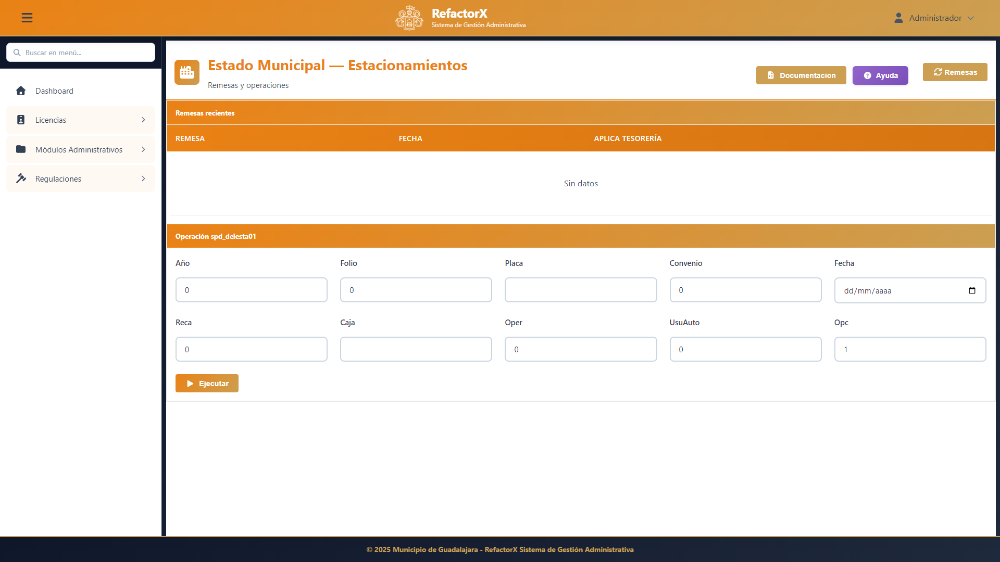 RefactorX
Sistema de Gestión Administrativa
Administrador
Buscar en menú...
Dashboard
Licencias
Módulos Administrativos
Regulaciones
Estado Municipal — Estacionamientos
Remesas y operaciones
Documentacion
Ayuda
Remesas
Remesas recientes
REMESA FECHA APLICA TESORERÍA
Sin datos
Operación spd_delesta01
Año Folio Placa Convenio Fecha
0 0 0 dd/mm/aaaa
Reca Caja Oper UsuAuto Opc
0 0 0 1
Ejecutar
© 2025 Municipio de Guadalajara - RefactorX Sistema de Gestión Administrativa